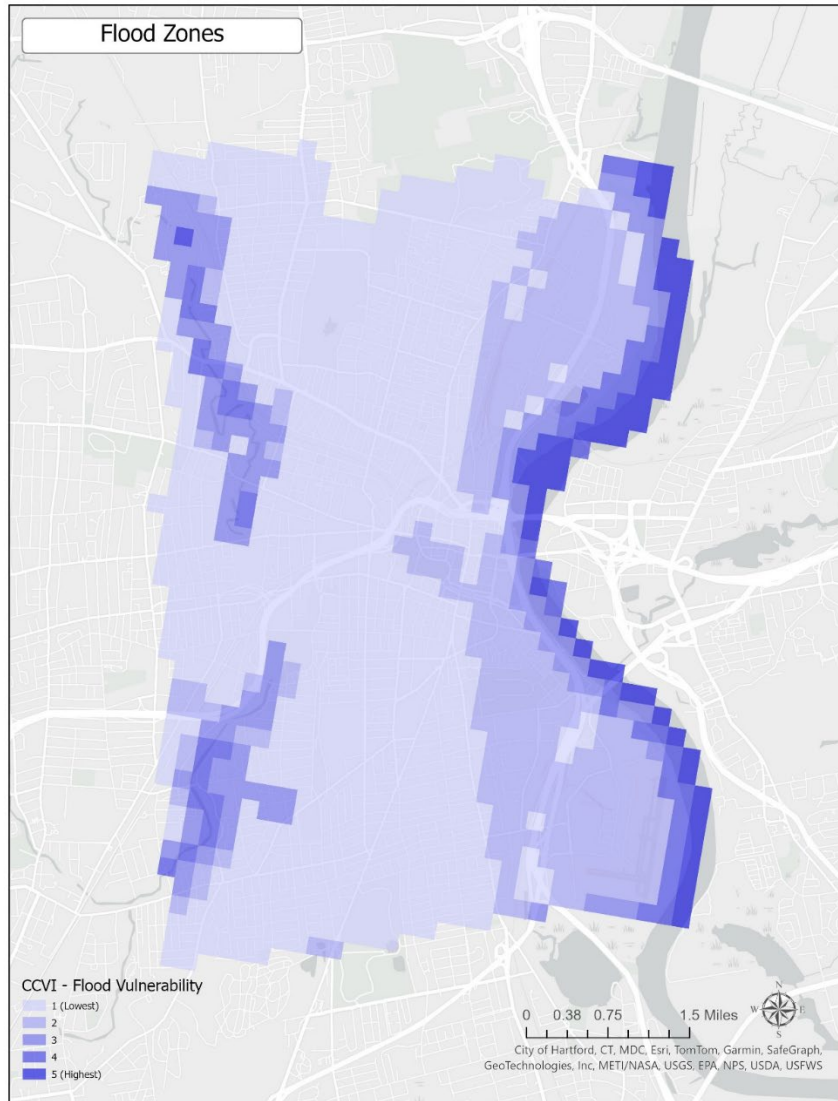 Flood Zones
CCVI - Flood Vulnerability
1 (Lowest)
2
3
4
5 (Highest)
0 0.38 0.75 1.5 Miles
N
W E
S
City of Hartford, CT, MDC, Esri, TomTom, Garmin, SafeGraph,
GeoTechnologies, Inc, METI/NASA, USGS, EPA, NPS, USDA, USFWS